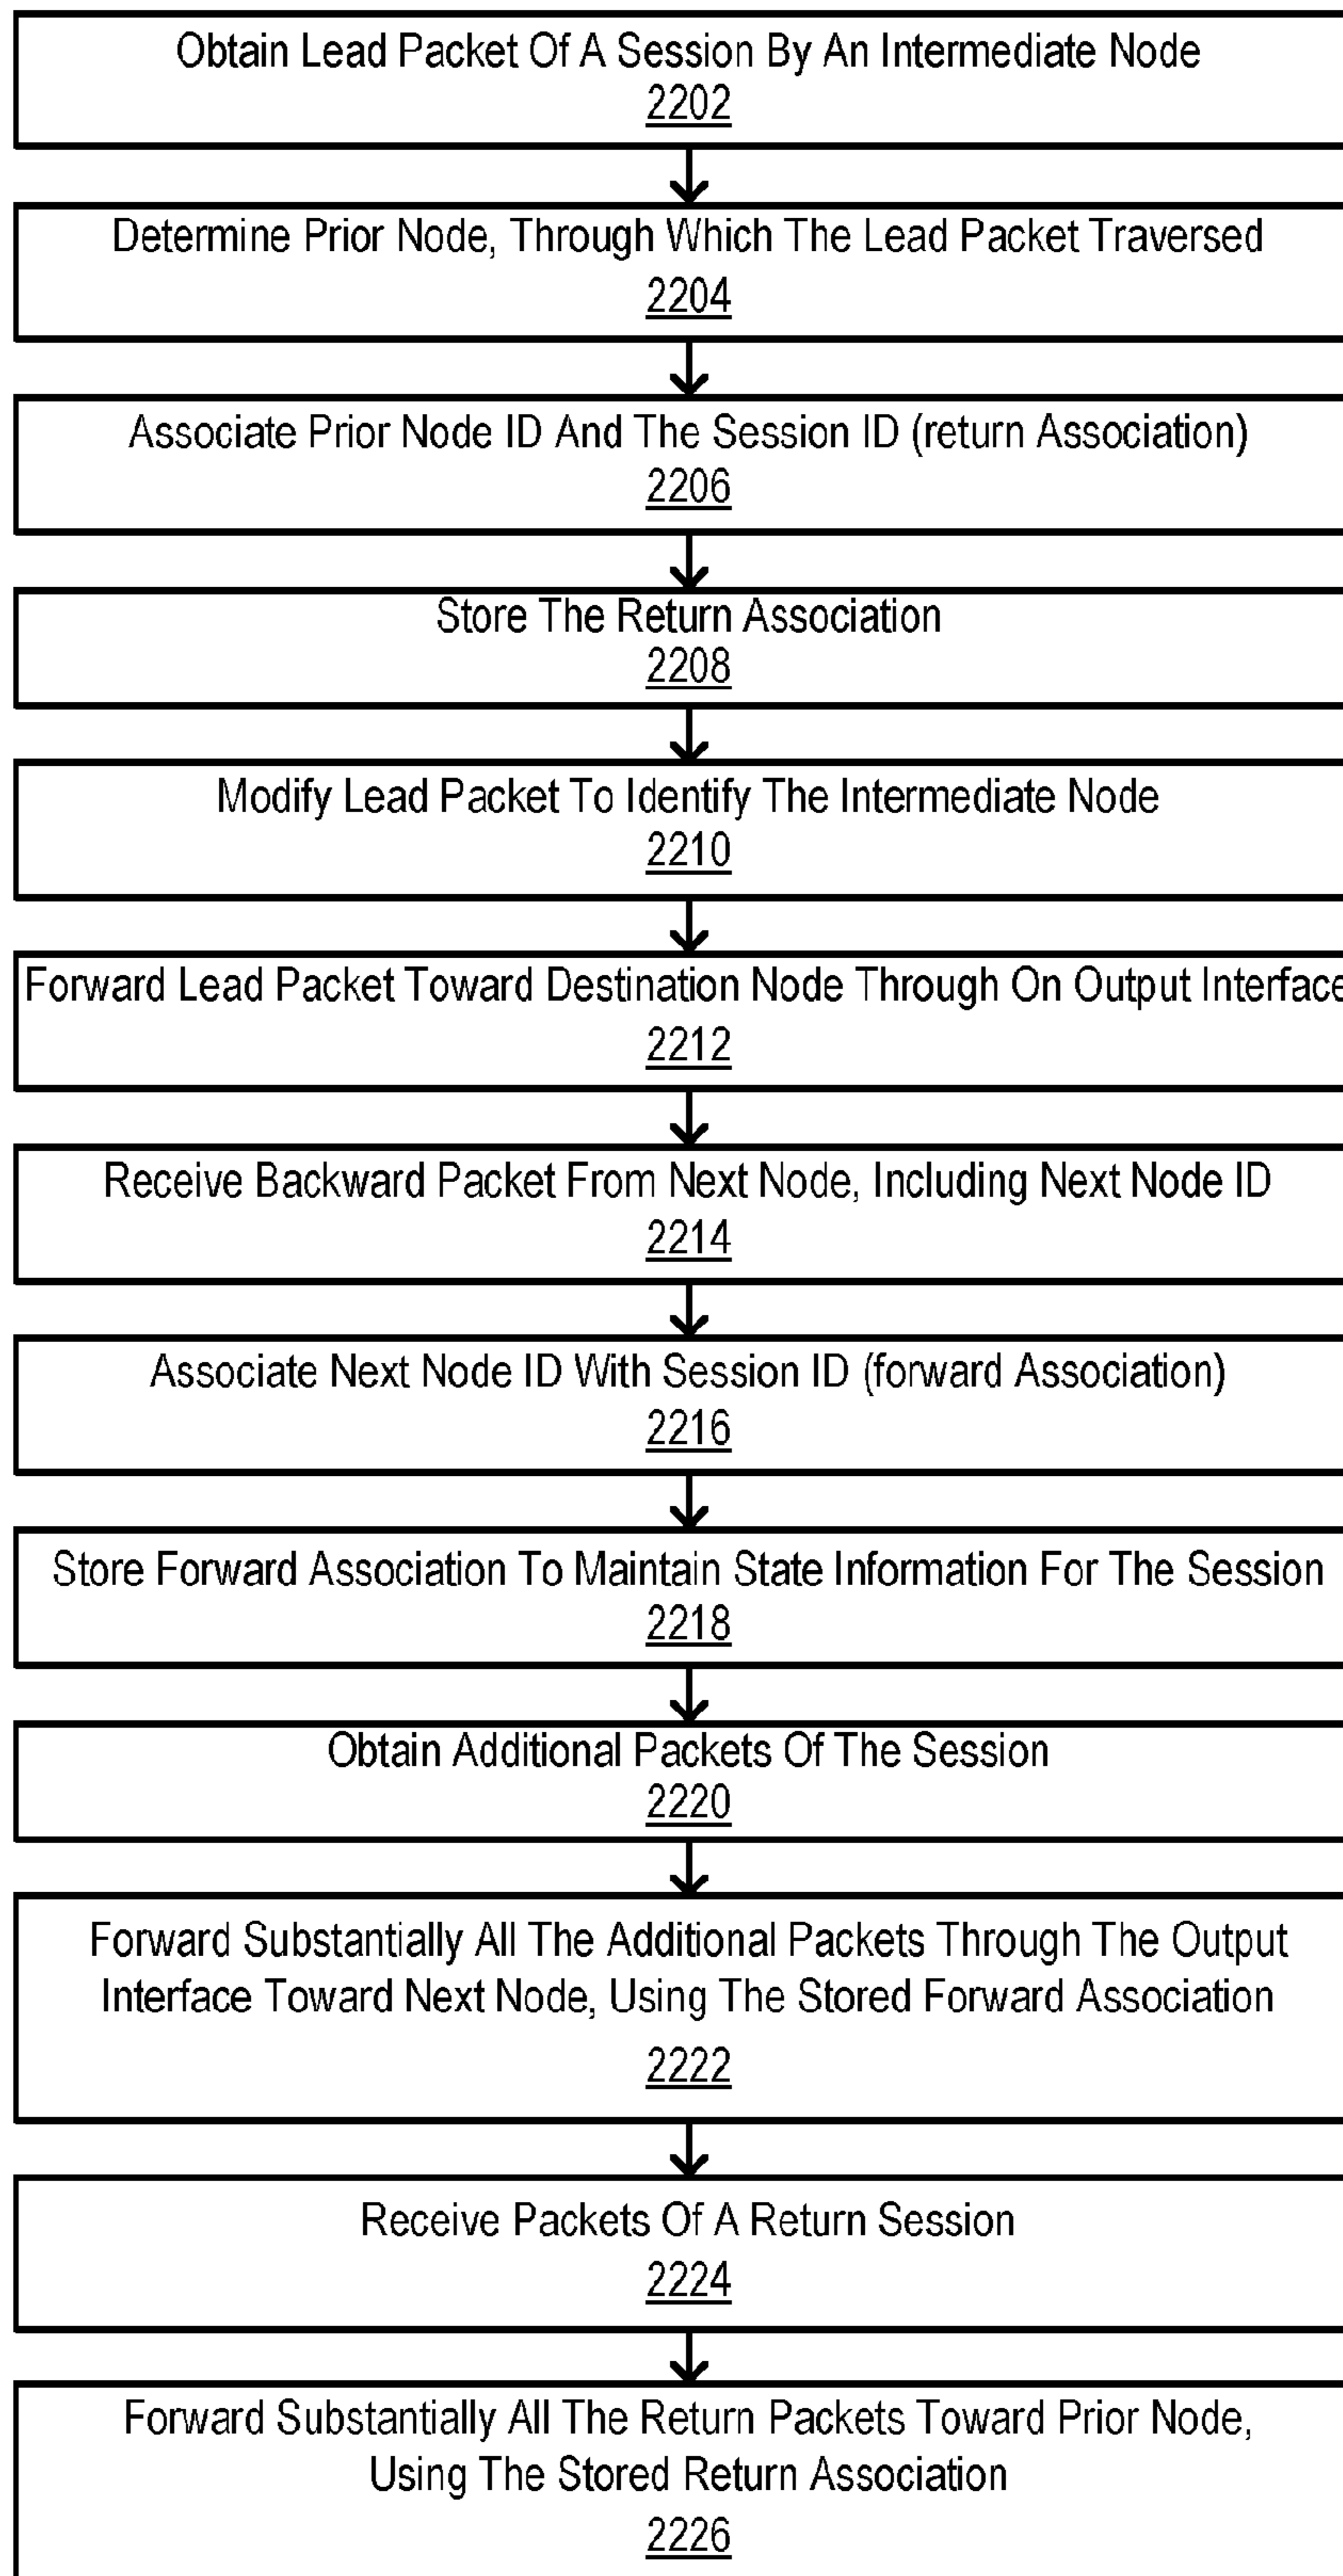 Obtain Lead Packet Of A Session By An Intermediate Node
2202
Determine Prior Node, Through Which The Lead Packet Traversed
2204
Associate Prior Node ID And The Session ID (return Association)
2206
Store The Return Association
2208
Modify Lead Packet To Identify The Intermediate Node
2210
Forward Lead Packet Toward Destination Node Through On Output Interface
2212
Receive Backward Packet From Next Node, Including Next Node ID
2214
Associate Next Node ID With Session ID (forward Association)
2216
Store Forward Association To Maintain State Information For The Session
2218
Obtain Additional Packets Of The Session
2220
Forward Substantially All The Additional Packets Through The Output
Interface Toward Next Node, Using The Stored Forward Association
2222
Receive Packets Of A Return Session
2224
Forward Substantially All The Return Packets Toward Prior Node,
Using The Stored Return Association
2226